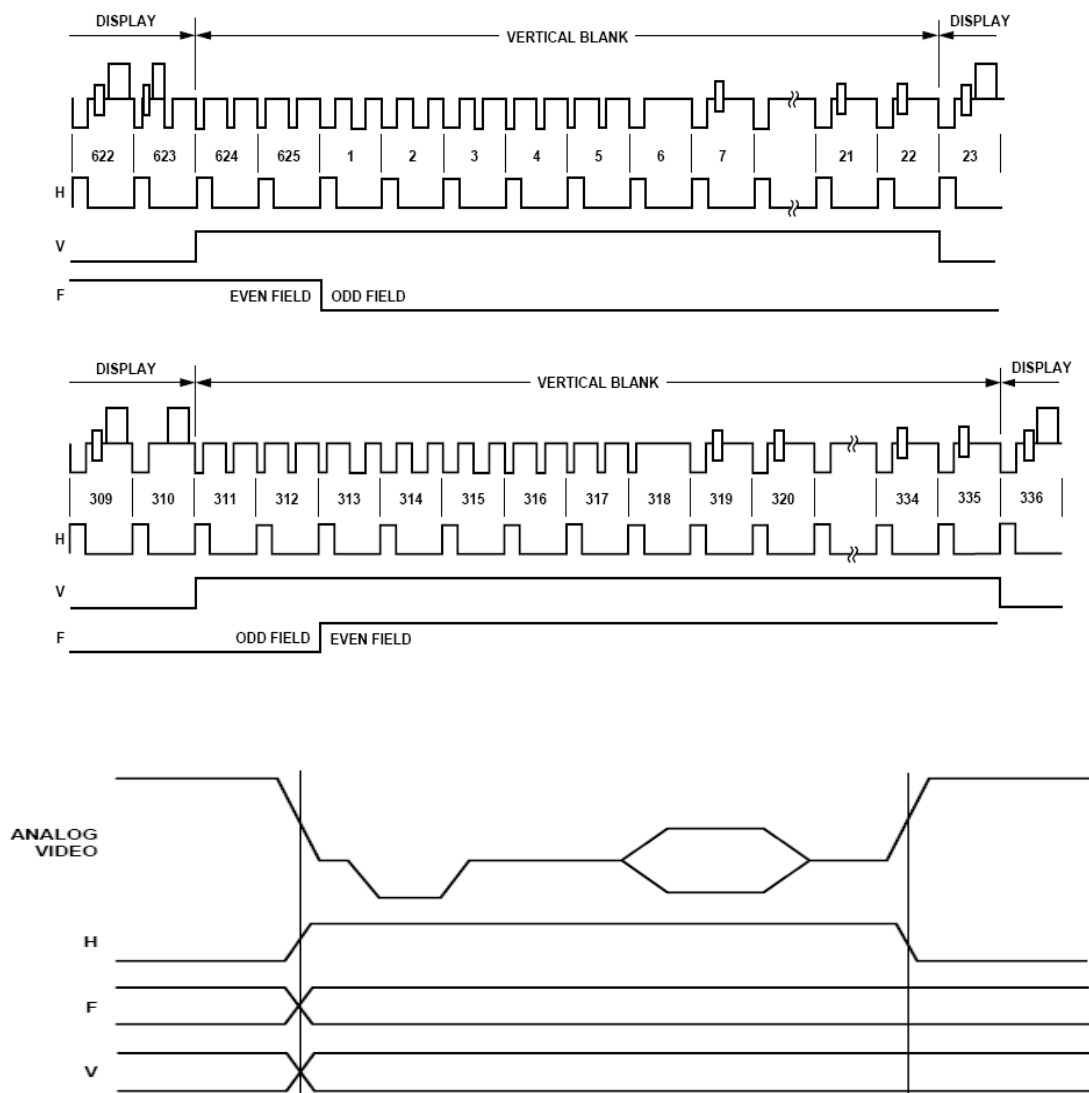 DISPLAY VERTICAL BLANK DISPLAY
622 623 624 625 1 2 3 4 5 6 7 21 22 23
H
V
F EVEN FIELD ODD FIELD
DISPLAY VERTICAL BLANK DISPLAY
309 310 311 312 313 314 315 316 317 318 319 320 334 335 336
H
V
F ODD FIELD EVEN FIELD
ANALOG
VIDEO
H
F
V